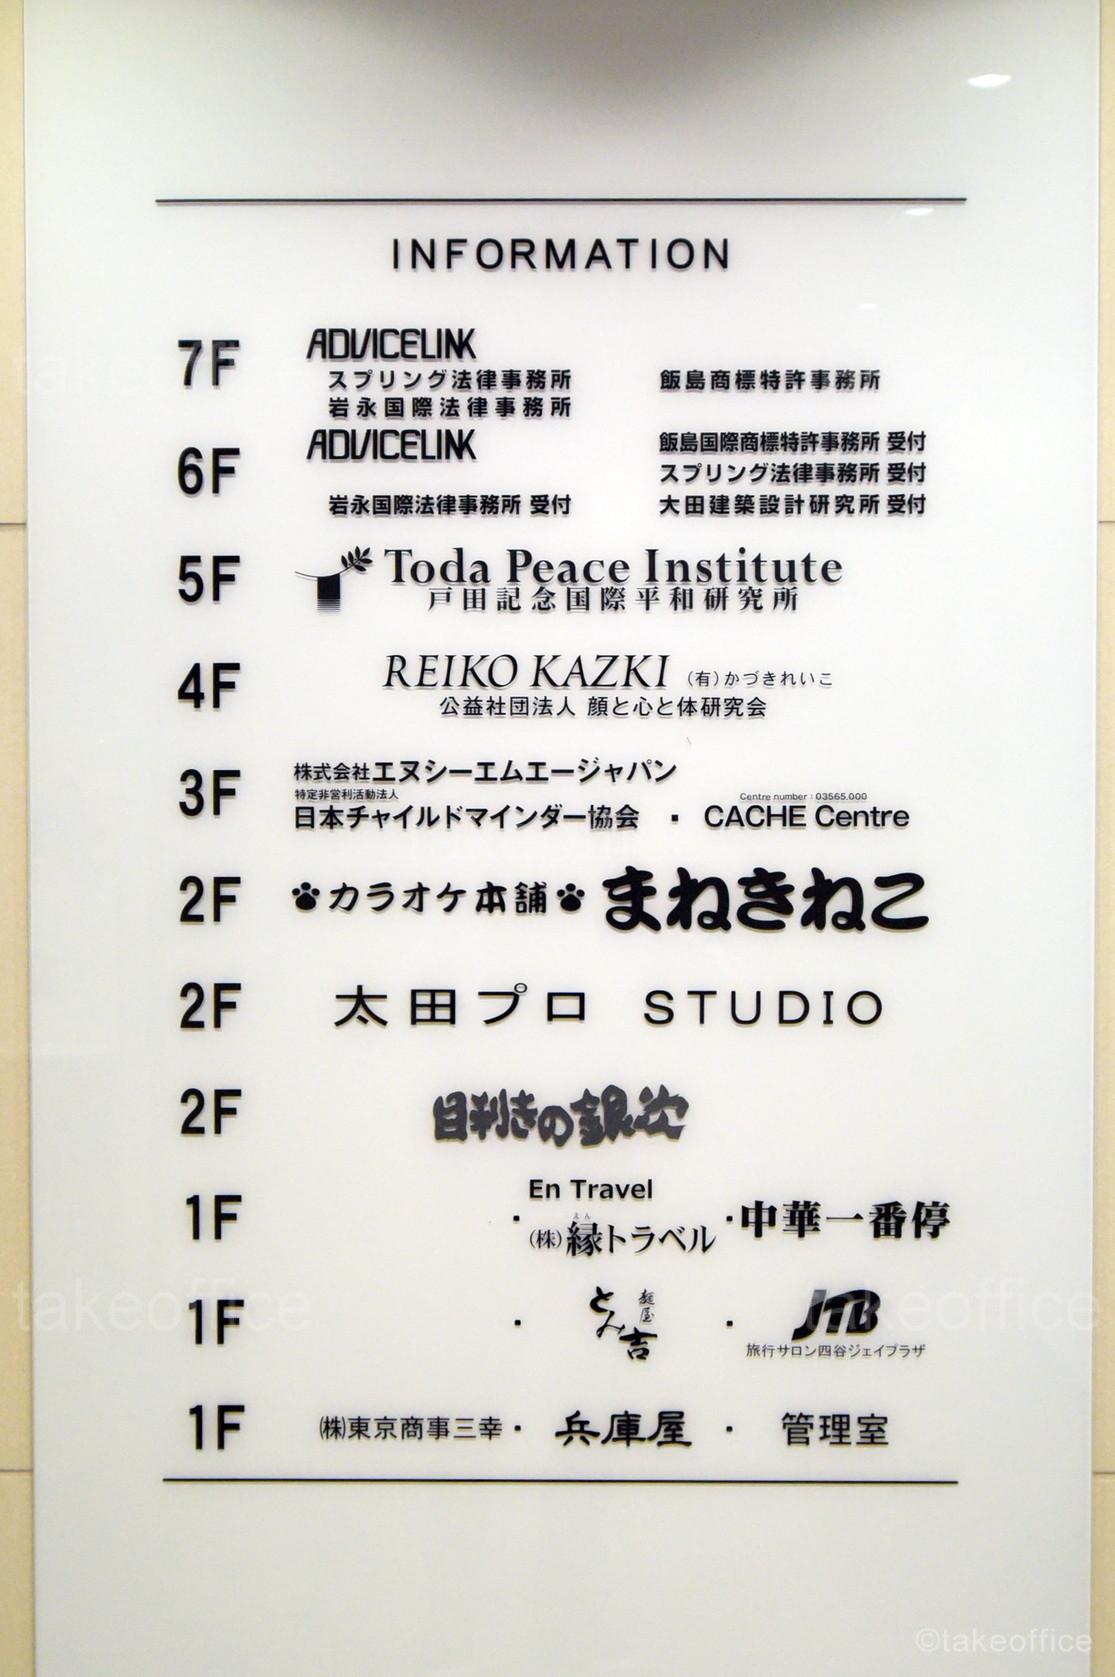 INFORMATION
7F
ADVICELINK
スプリング法律事務所 飯島商標特許事務所
岩永国際法律事務所
6F
ADVICELINK 飯島国際商標特許事務所 受付
スプリング法律事務所 受付
岩永国際法律事務所 受付 大田建築設計研究所 受付
5F
Toda Peace Institute
戸田記念国際平和研究所
4F
REIKO KAZKI (有)かづきれいこ
公益社団法人 顔と心と体研究会
3F
株式会社エヌシーエムエージャパン
特定非営利活動法人 Centre number : 03565.000
日本チャイルドマインダー協会 ・ CACHE Centre
2F カラオケ本舗 まねきねこ
2F 太田プロ STUDIO
2F 目利きの銀次
1F
En Travel
・ ㈱縁トラベル ・中華一番停
えん
1F ・ 麺屋 とみ吉 ・ JTB
旅行サロン四谷ジェイプラザ
1F ㈱東京商事三幸・ 兵庫屋 ・ 管理室
takeoffice
takeoffice
©takeoffice